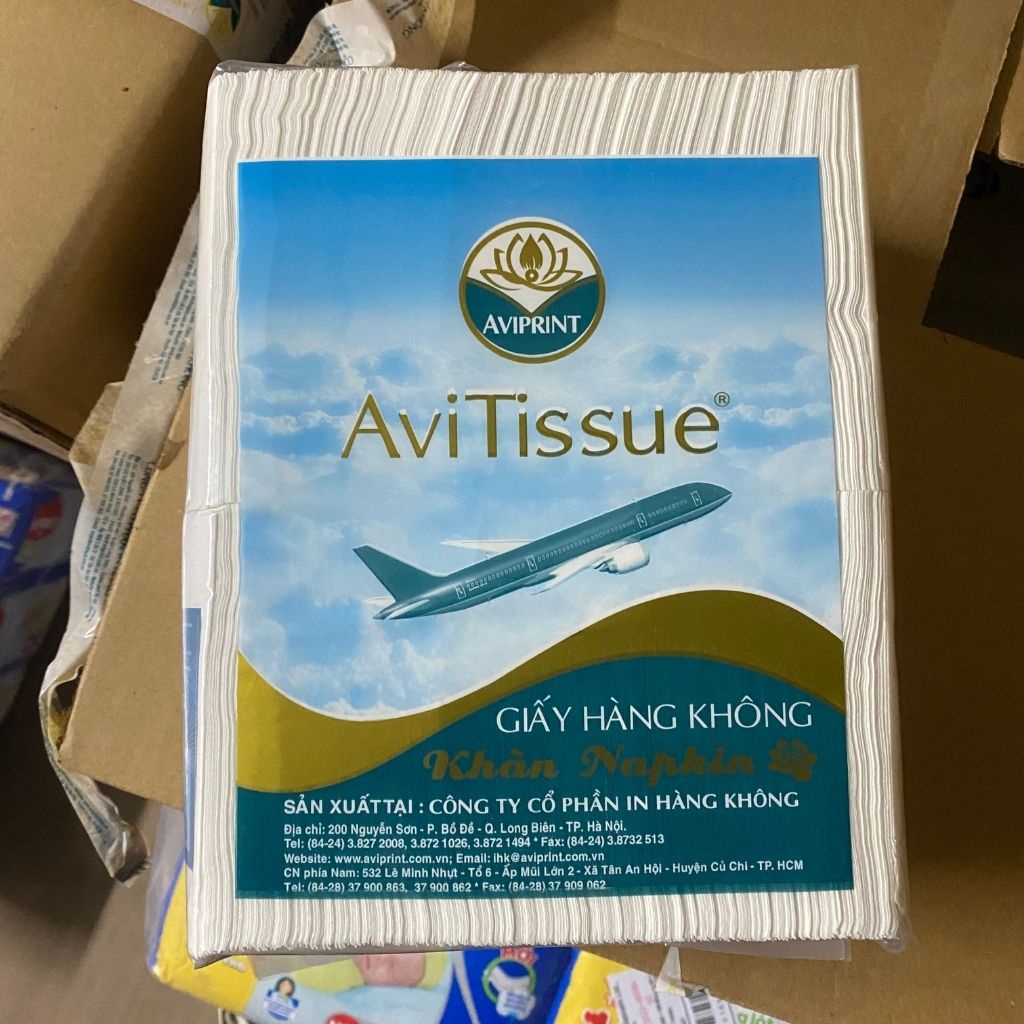 AVIPRINT
AviTissue®
GIẤY HÀNG KHÔNG
Khăn Napkin
SẢN XUẤT TẠI : CÔNG TY CỔ PHẦN IN HÀNG KHÔNG
Địa chỉ: 200 Nguyễn Sơn - P. Bồ Đề - Q. Long Biên - TP. Hà Nội.
Tel: (84-24) 3.827 2008, 3.872 1026, 3.872 1494 * Fax: (84-24) 3.8732 513
Website: www.aviprint.com.vn; Email: ihk@aviprint.com.vn
CN phía Nam: 532 Lê Minh Nhựt - Tổ 6 - Ấp Mũi Lớn 2 - Xã Tân An Hội - Huyện Củ Chi - TP. HCM
Tel: (84-28) 37 900 863, 37 900 862 * Fax: (84-28) 37 909 062